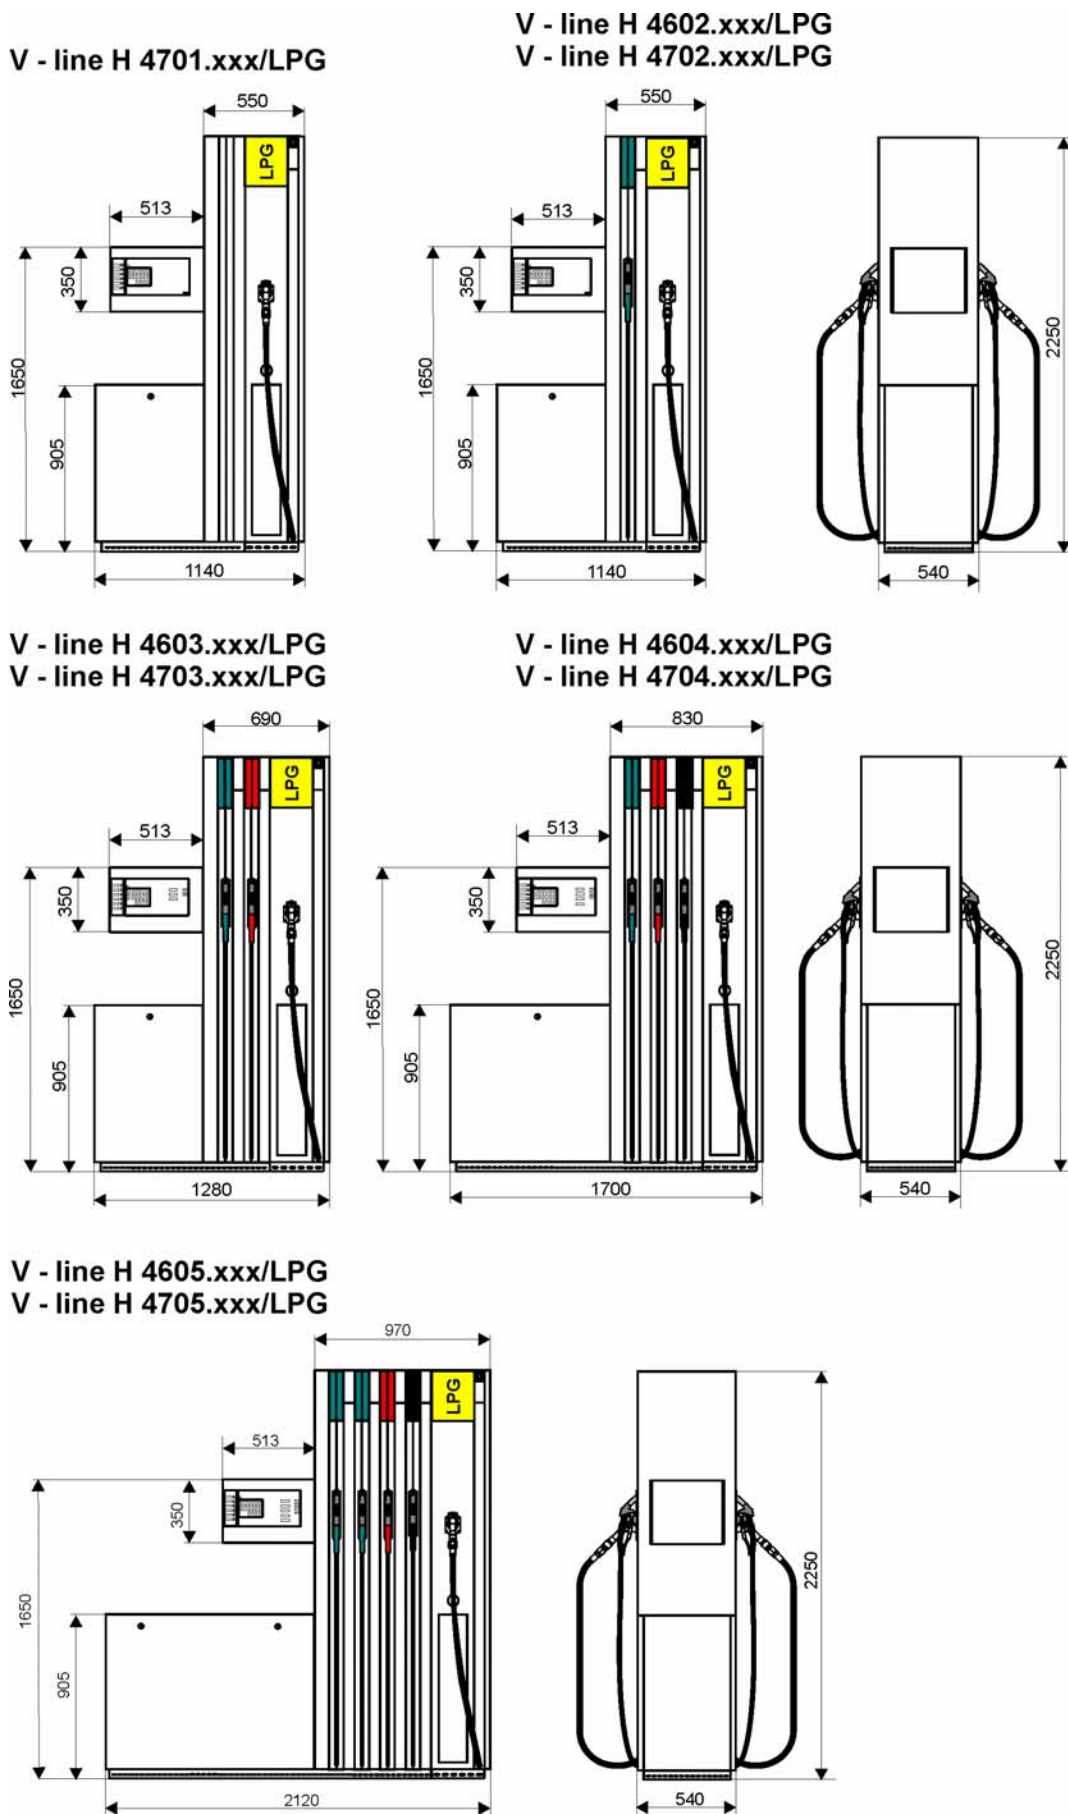 V - line H 4701.xxx/LPG
550
LPG
513
350
1650
905
1140
V - line H 4602.xxx/LPG
V - line H 4702.xxx/LPG
550
LPG
513
350
1650
905
1140
2250
540
V - line H 4603.xxx/LPG
V - line H 4703.xxx/LPG
690
LPG
513
350
1650
905
1280
V - line H 4604.xxx/LPG
V - line H 4704.xxx/LPG
830
LPG
513
350
1650
905
1700
2250
540
V - line H 4605.xxx/LPG
V - line H 4705.xxx/LPG
970
LPG
513
350
1650
905
2120
2250
540